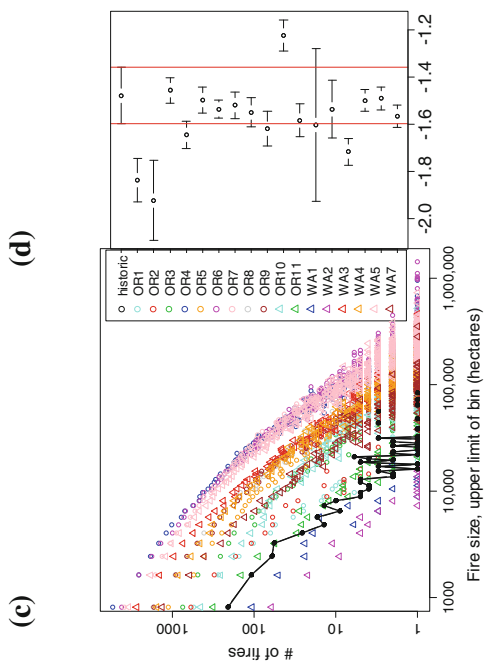 (c)
# of fires
1000
100
10
1
1000
10,000
100,000
1,000,000
Fire size, upper limit of bin (hectares)
historic
OR1
OR2
OR3
OR4
OR5
OR6
OR7
OR8
OR9
OR10
OR11
WA1
WA2
WA3
WA4
WA5
WA7
(d)
-1.2
-1.4
-1.6
-1.8
-2.0